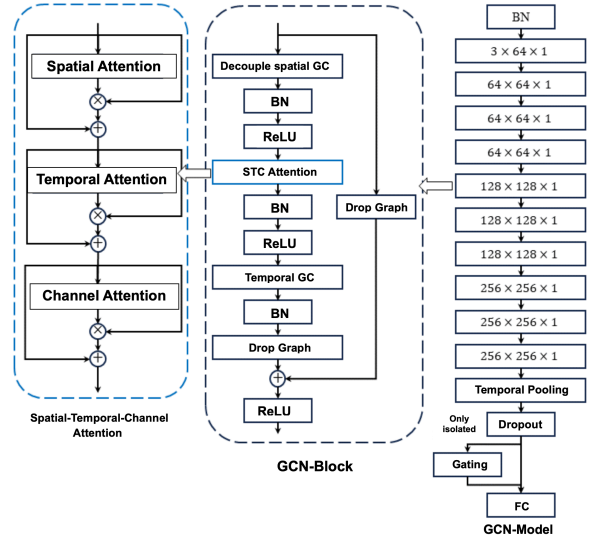 Spatial Attention
×
+
Temporal Attention
×
+
Channel Attention
×
+
Spatial-Temporal-Channel
Attention
Decouple spatial GC
BN
ReLU
STC Attention
BN
ReLU
Temporal GC
BN
Drop Graph
+
ReLU
Drop Graph
GCN-Block
BN
3 × 64 × 1
64 × 64 × 1
64 × 64 × 1
64 × 64 × 1
128 × 128 × 1
128 × 128 × 1
128 × 128 × 1
256 × 256 × 1
256 × 256 × 1
256 × 256 × 1
Temporal Pooling
Only
isolated
Dropout
Gating
FC
GCN-Model